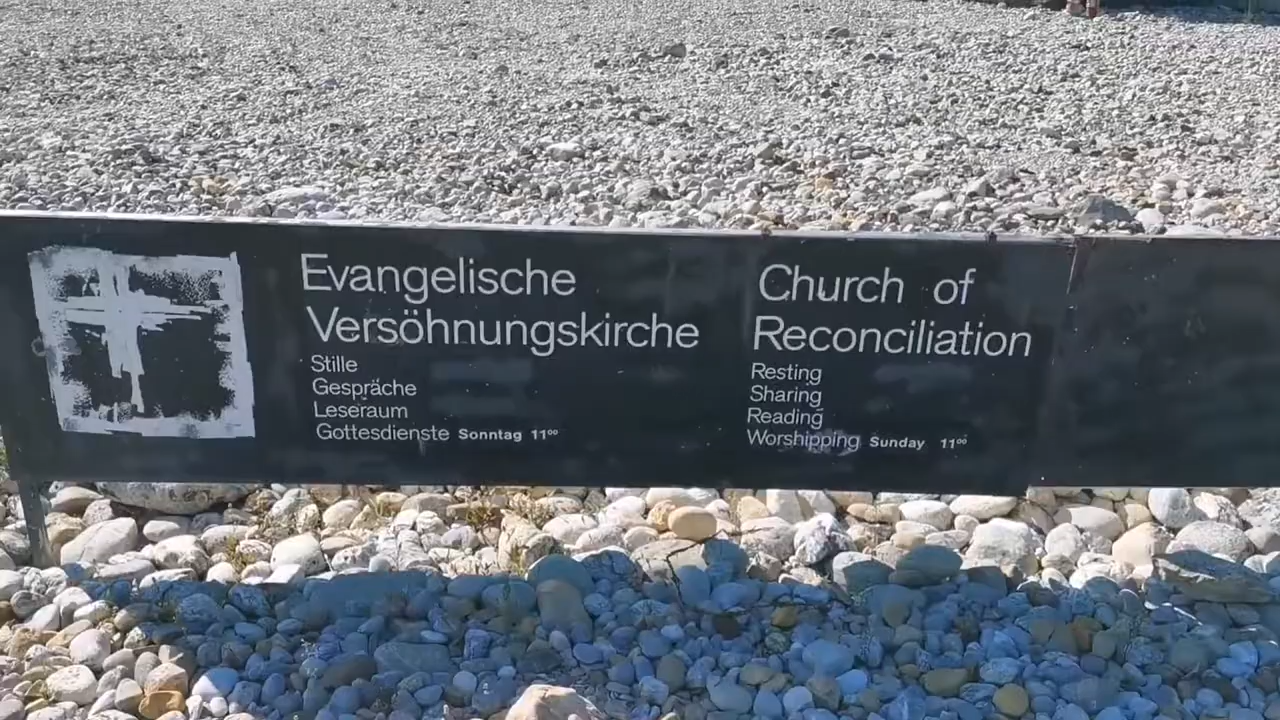 Evangelische
Versöhnungskirche
Stille
Gespräche
Leseraum
Gottesdienste Sonntag 11⁰⁰
Church of
Reconciliation
Resting
Sharing
Reading
Worshipping Sunday 11⁰⁰